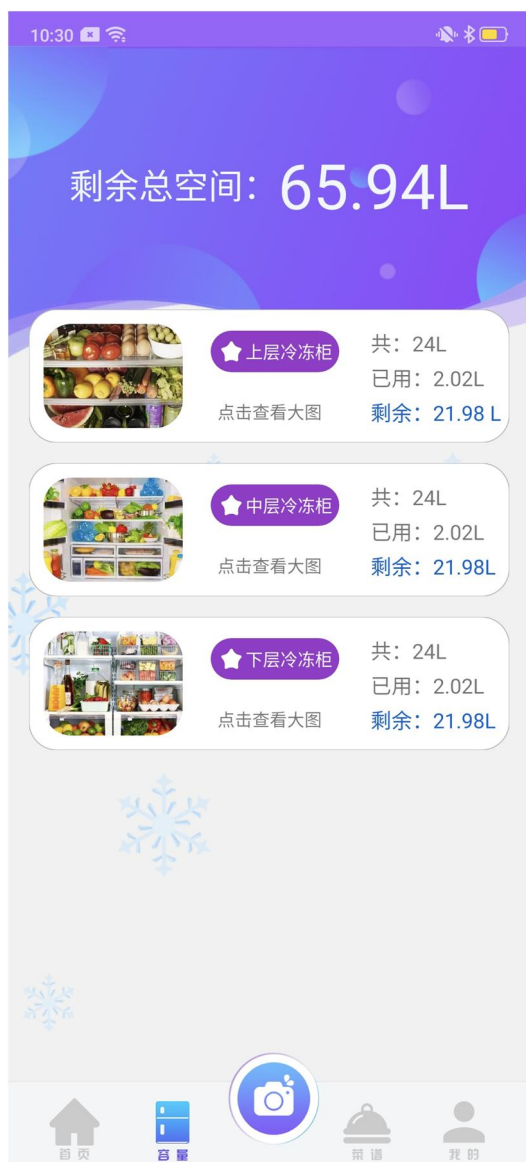 10:30
剩余总空间：65.94L
上层冷冻柜
点击查看大图
共：24L
已用：2.02L
剩余：21.98 L
中层冷冻柜
点击查看大图
共：24L
已用：2.02L
剩余：21.98L
下层冷冻柜
点击查看大图
共：24L
已用：2.02L
剩余：21.98L
首页
容量
菜谱
我的